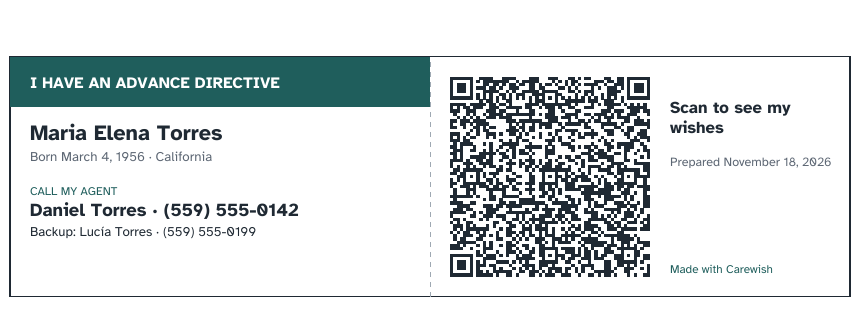 I HAVE AN ADVANCE DIRECTIVE
Maria Elena Torres
Born March 4, 1956 · California
CALL MY AGENT
Daniel Torres · (559) 555-0142
Backup: Lucía Torres · (559) 555-0199
Scan to see my
wishes
Prepared November 18, 2026
Made with Carewish